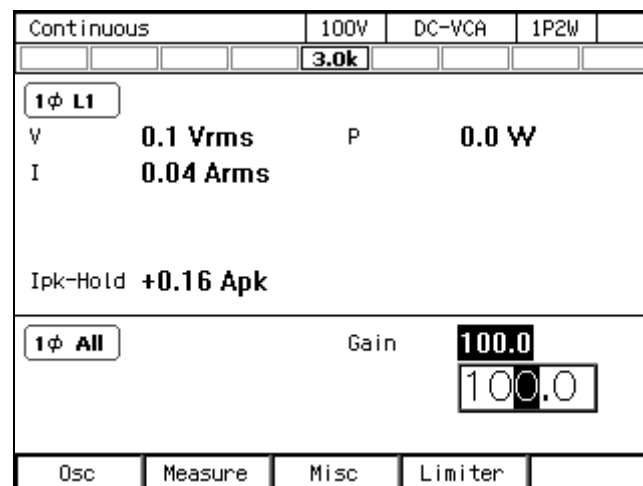 Continuous 100V DC-VCA 1P2W
3.0k
1ϕ L1
V 0.1 Vrms P 0.0 W
I 0.04 Arms
Ipk-Hold +0.16 Apk
1ϕ All Gain 100.0
100.0
Osc Measure Misc Limiter